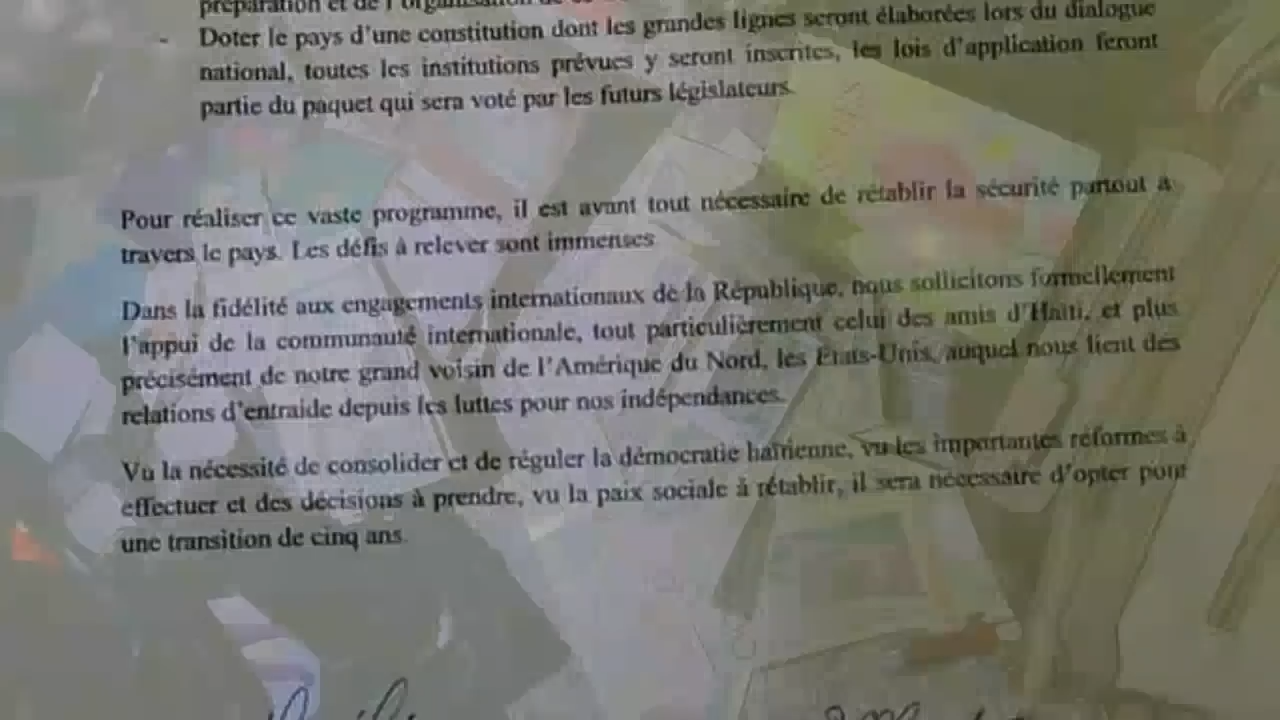 préparation et de l'organisation de
- Doter le pays d'une constitution dont les grandes lignes seront élaborées lors du dialogue
national, toutes les institutions prévues y seront inscrites, les lois d'application feront
partie du paquet qui sera voté par les futurs législateurs.
Pour réaliser ce vaste programme, il est avant tout nécessaire de rétablir la sécurité partout à
travers le pays. Les défis à relever sont immenses.
Dans la fidélité aux engagements internationaux de la République, nous sollicitons formellement
l'appui de la communauté internationale, tout particulièrement celui des amis d'Haïti, et plus
précisément de notre grand voisin de l'Amérique du Nord, les États-Unis, auquel nous lient des
relations d'entraide depuis les luttes pour nos indépendances.
Vu la nécessité de consolider et de réguler la démocratie haïtienne, vu les importantes réformes à
effectuer et des décisions à prendre, vu la paix sociale à rétablir, il sera nécessaire d'opter pour
une transition de cinq ans.